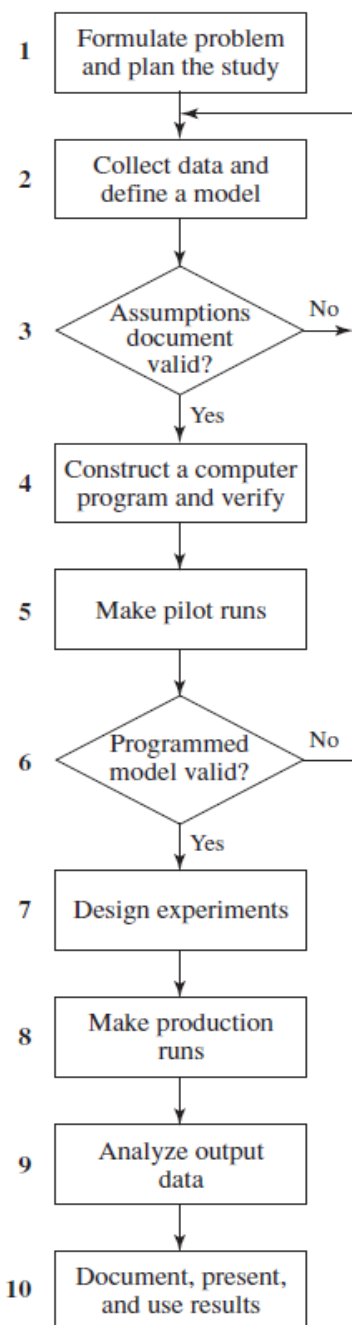 1
Formulate problem
and plan the study
2
Collect data and
define a model
3
Assumptions
document
valid?
No
Yes
4
Construct a computer
program and verify
5
Make pilot runs
6
Programmed
model valid?
No
Yes
7
Design experiments
8
Make production
runs
9
Analyze output
data
10
Document, present,
and use results